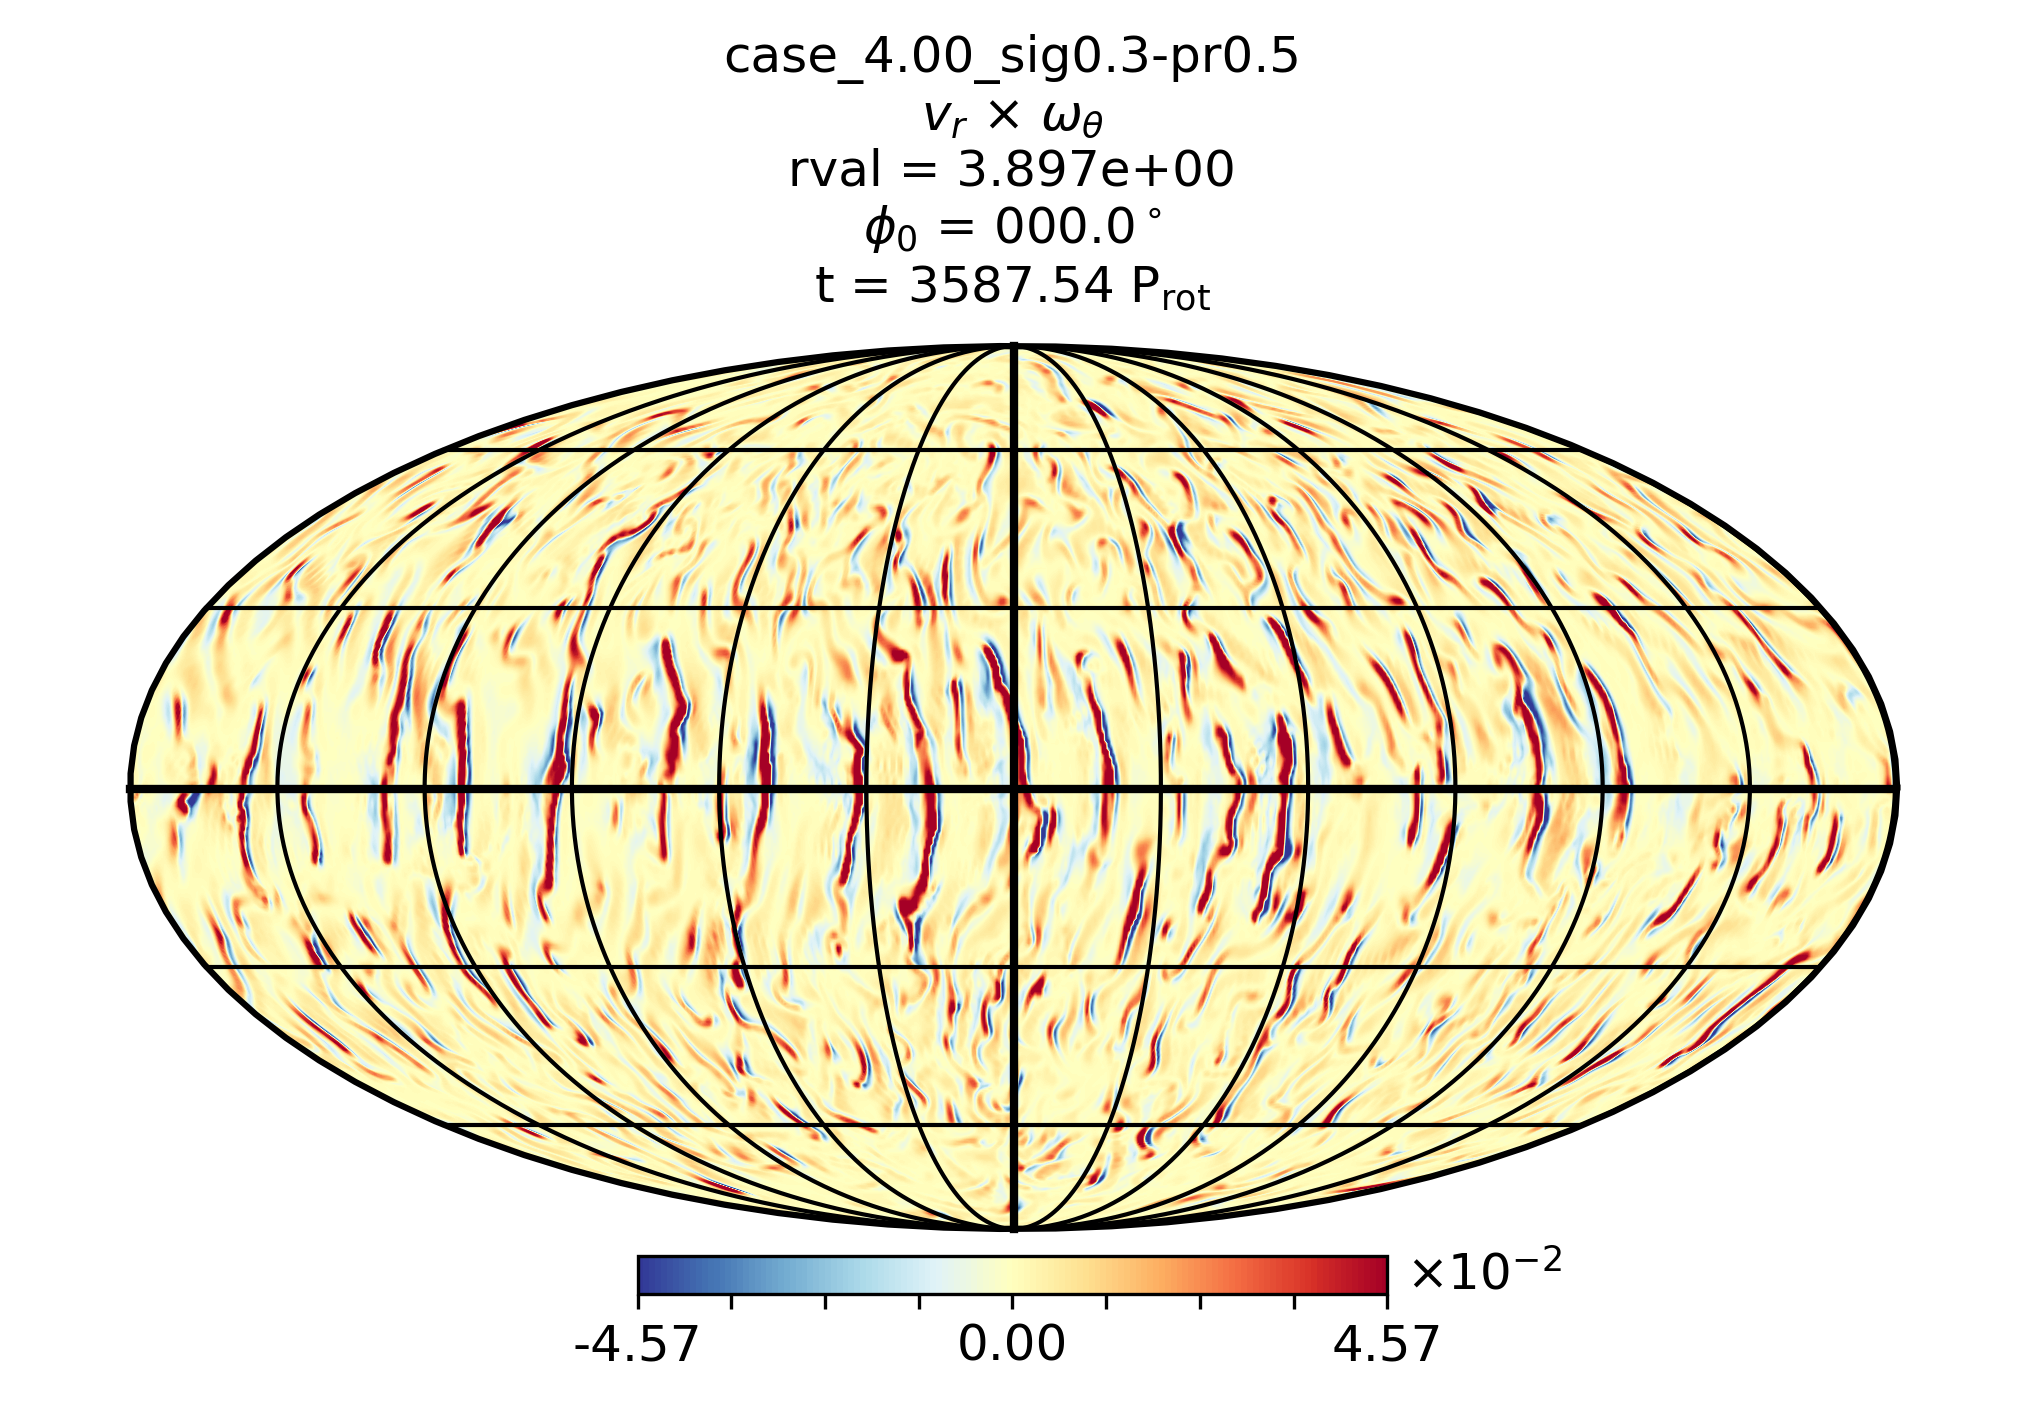 case_4.00_sig0.3-pr0.5
v_r × ω_θ
rval = 3.897e+00
ϕ_0 = 000.0°
t = 3587.54 P_rot
×10^−2
-4.57 0.00 4.57